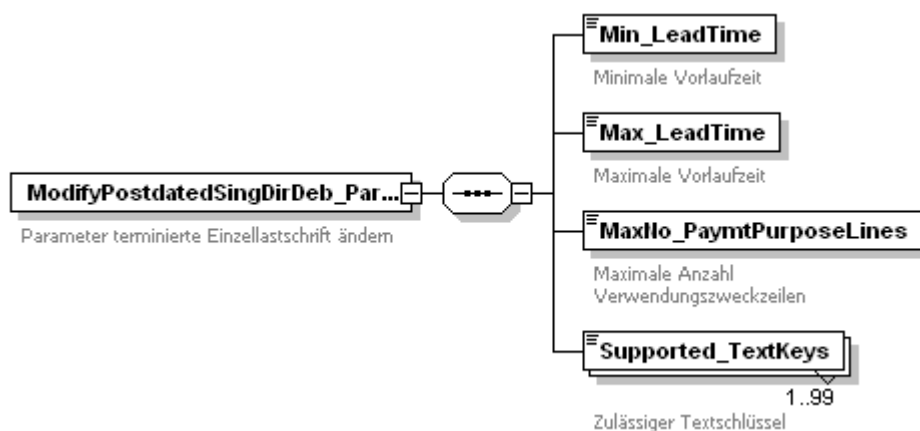 Min_LeadTime
Minimale Vorlaufzeit
Max_LeadTime
Maximale Vorlaufzeit
ModifyPostdatedSingDirDeb_Par...
Parameter terminierte Einzellastschrift ändern
MaxNo_PaymtPurposeLines
Maximale Anzahl
Verwendungszweckzeilen
Supported_TextKeys
1..99
Zulässiger Textschlüssel